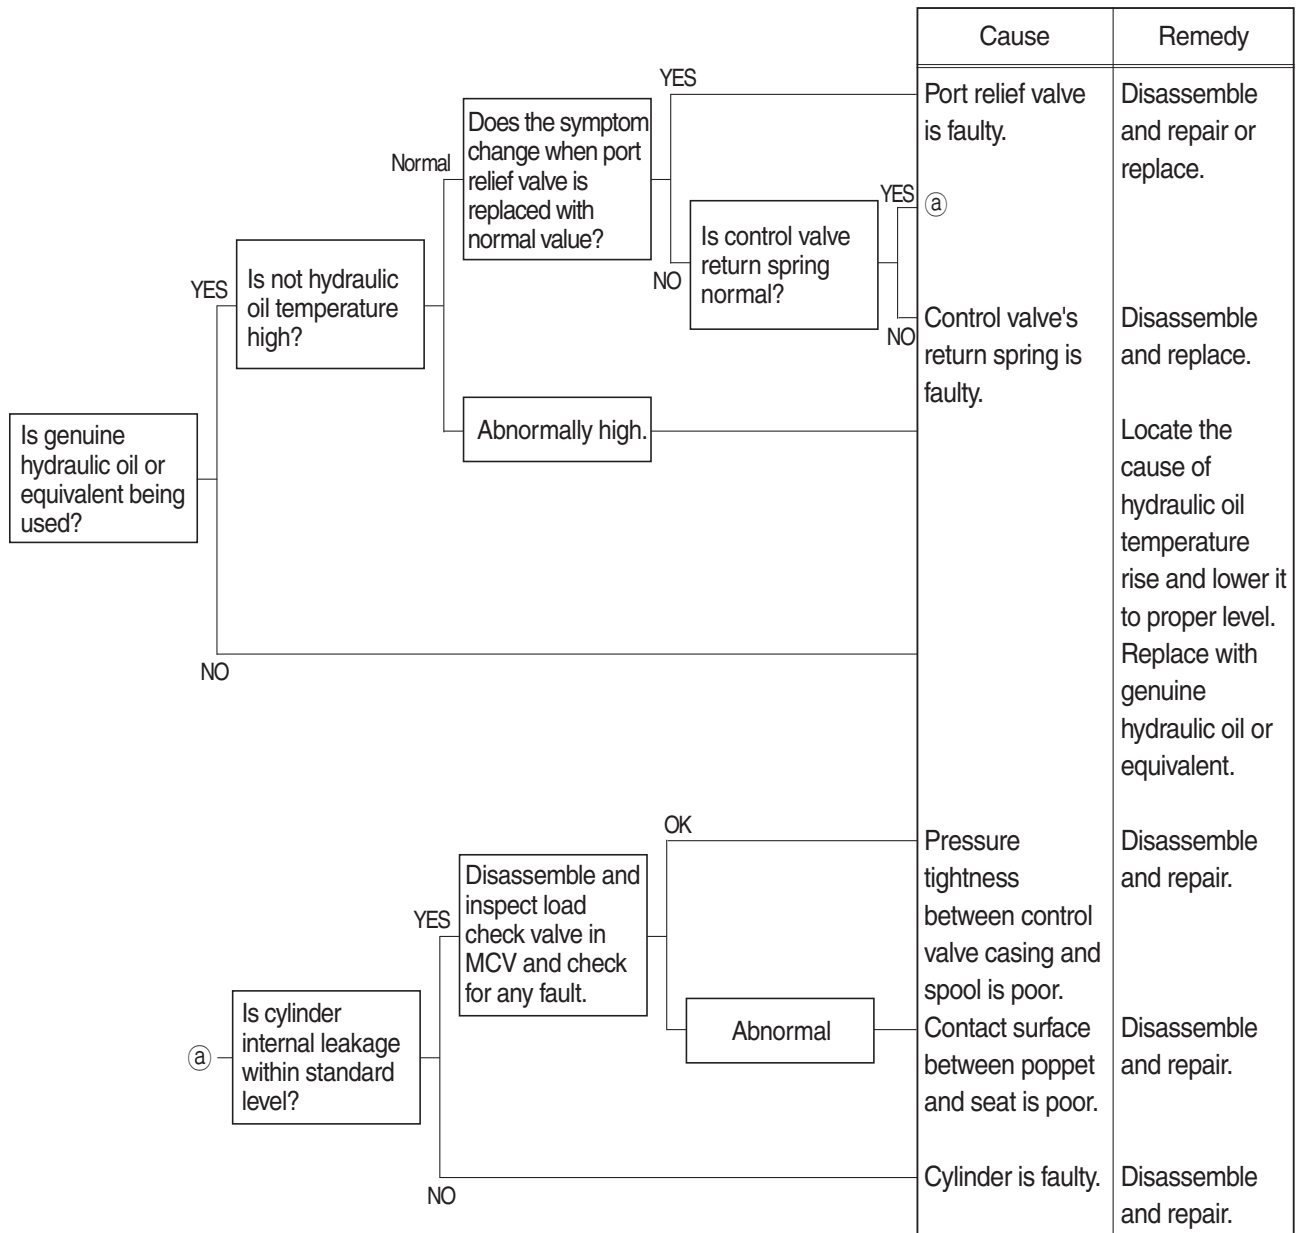 Cause
Remedy
YES
Port relief valve
is faulty.
Disassemble
and repair or
replace.
Does the symptom
change when port
relief valve is
replaced with
normal value?
Normal
YES
ⓐ
Is control valve
return spring
normal?
NO
NO
Control valve's
return spring is
faulty.
Disassemble
and replace.
YES
Is not hydraulic
oil temperature
high?
Abnormally high.
Locate the
cause of
hydraulic oil
temperature
rise and lower it
to proper level.
Is genuine
hydraulic oil or
equivalent being
used?
NO
Replace with
genuine
hydraulic oil or
equivalent.
OK
Pressure
tightness
between control
valve casing and
spool is poor.
Disassemble
and repair.
Disassemble and
inspect load
check valve in
MCV and check
for any fault.
YES
Abnormal
Contact surface
between poppet
and seat is poor.
Disassemble
and repair.
ⓐ
Is cylinder
internal leakage
within standard
level?
NO
Cylinder is faulty.
Disassemble
and repair.